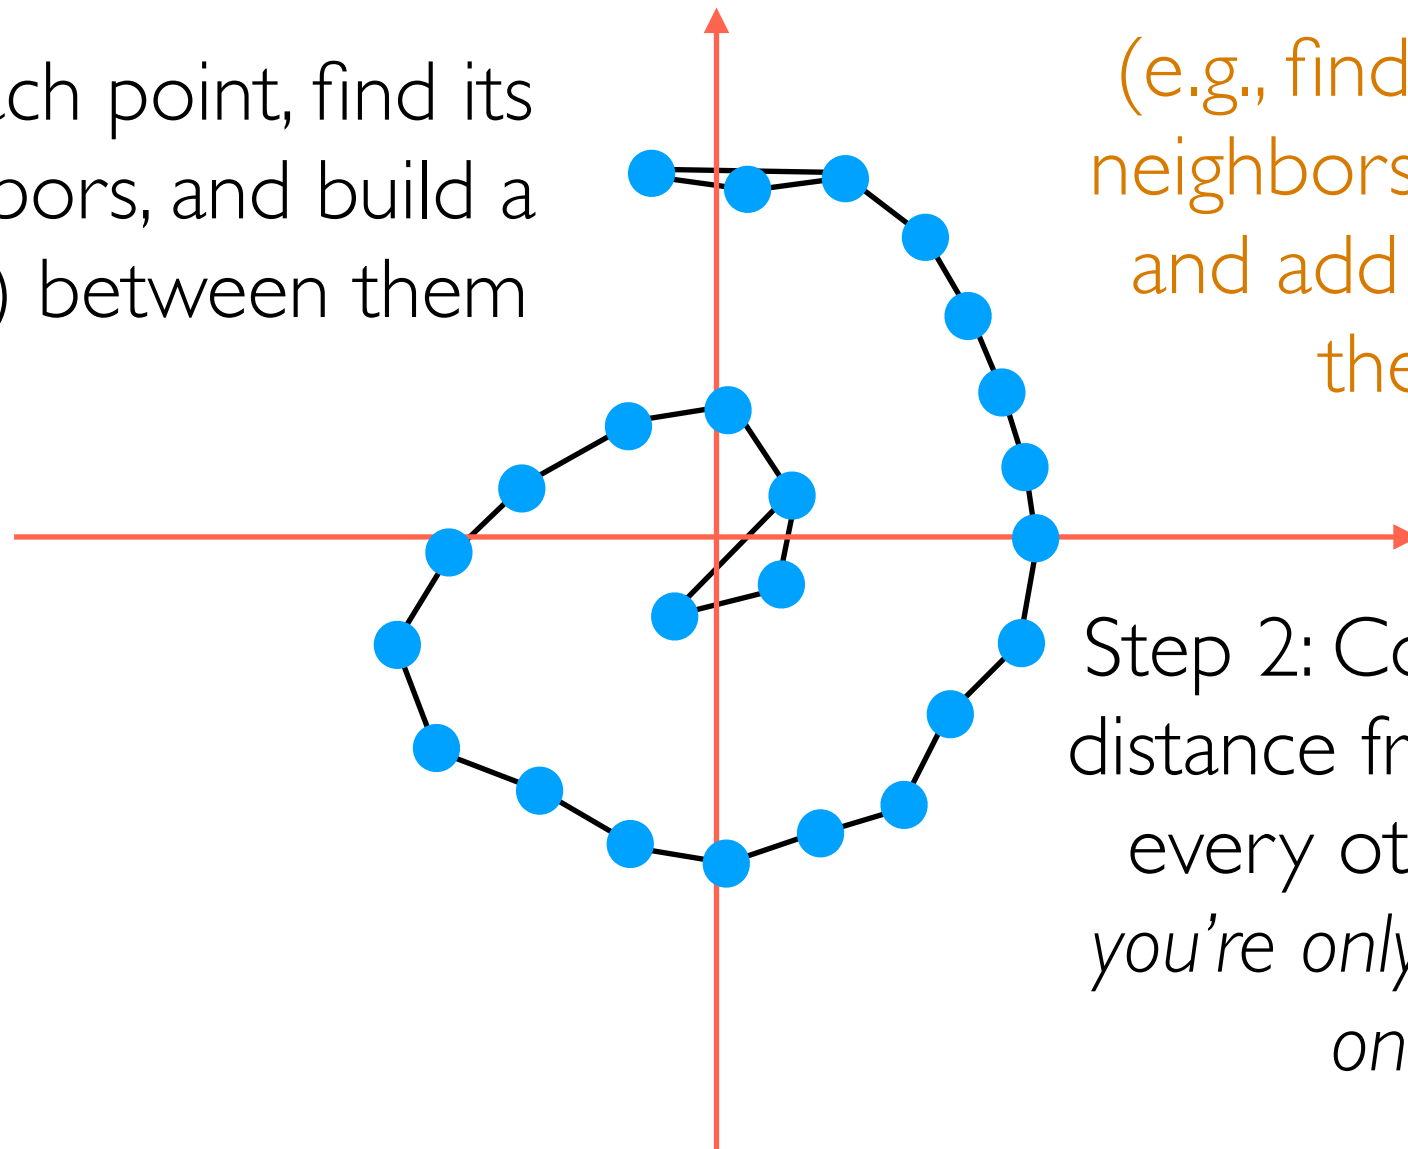 ach point, find its
bors, and build a
) between them
(e.g., find
neighbors
and add
the
Step 2: Co
distance fr
every ot
you're only
on